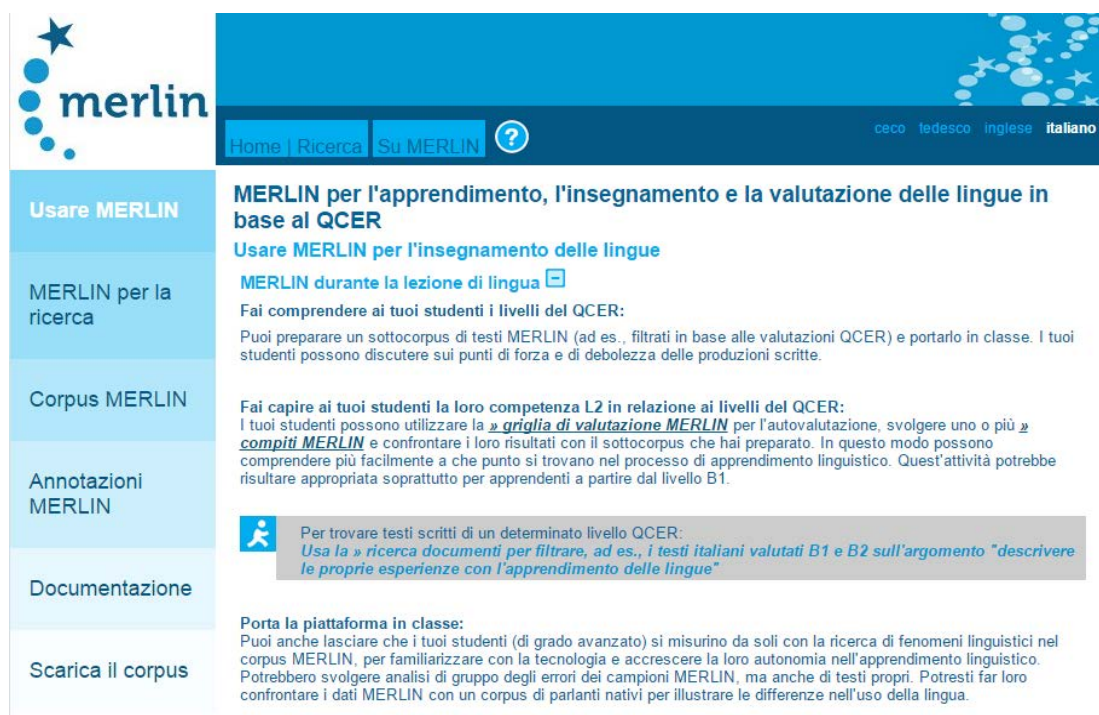 merlin
Home | Ricerca Su MERLIN ?
ceco tedesco inglese italiano
Usare MERLIN
MERLIN per la
ricerca
Corpus MERLIN
Annotazioni
MERLIN
Documentazione
Scarica il corpus
MERLIN per l'apprendimento, l'insegnamento e la valutazione delle lingue in
base al QCER
Usare MERLIN per l'insegnamento delle lingue
MERLIN durante la lezione di lingua
Fai comprendere ai tuoi studenti i livelli del QCER:
Puoi preparare un sottocorpus di testi MERLIN (ad es., filtrati in base alle valutazioni QCER) e portarlo in classe. I tuoi
studenti possono discutere sui punti di forza e di debolezza delle produzioni scritte.
Fai capire ai tuoi studenti la loro competenza L2 in relazione ai livelli del QCER:
I tuoi studenti possono utilizzare la » griglia di valutazione MERLIN per l'autovalutazione, svolgere uno o più »
compiti MERLIN e confrontare i loro risultati con il sottocorpus che hai preparato. In questo modo possono
comprendere più facilmente a che punto si trovano nel processo di apprendimento linguistico. Quest'attività potrebbe
risultare appropriata soprattutto per apprendenti a partire dal livello B1.
Per trovare testi scritti di un determinato livello QCER:
Usa la » ricerca documenti per filtrare, ad es., i testi italiani valutati B1 e B2 sull'argomento "descrivere
le proprie esperienze con l'apprendimento delle lingue"
Porta la piattaforma in classe:
Puoi anche lasciare che i tuoi studenti (di grado avanzato) si misurino da soli con la ricerca di fenomeni linguistici nel
corpus MERLIN, per familiarizzare con la tecnologia e accrescere la loro autonomia nell'apprendimento linguistico.
Potrebbero svolgere analisi di gruppo degli errori dei campioni MERLIN, ma anche di testi propri. Potresti far loro
confrontare i dati MERLIN con un corpus di parlanti nativi per illustrare le differenze nell'uso della lingua.